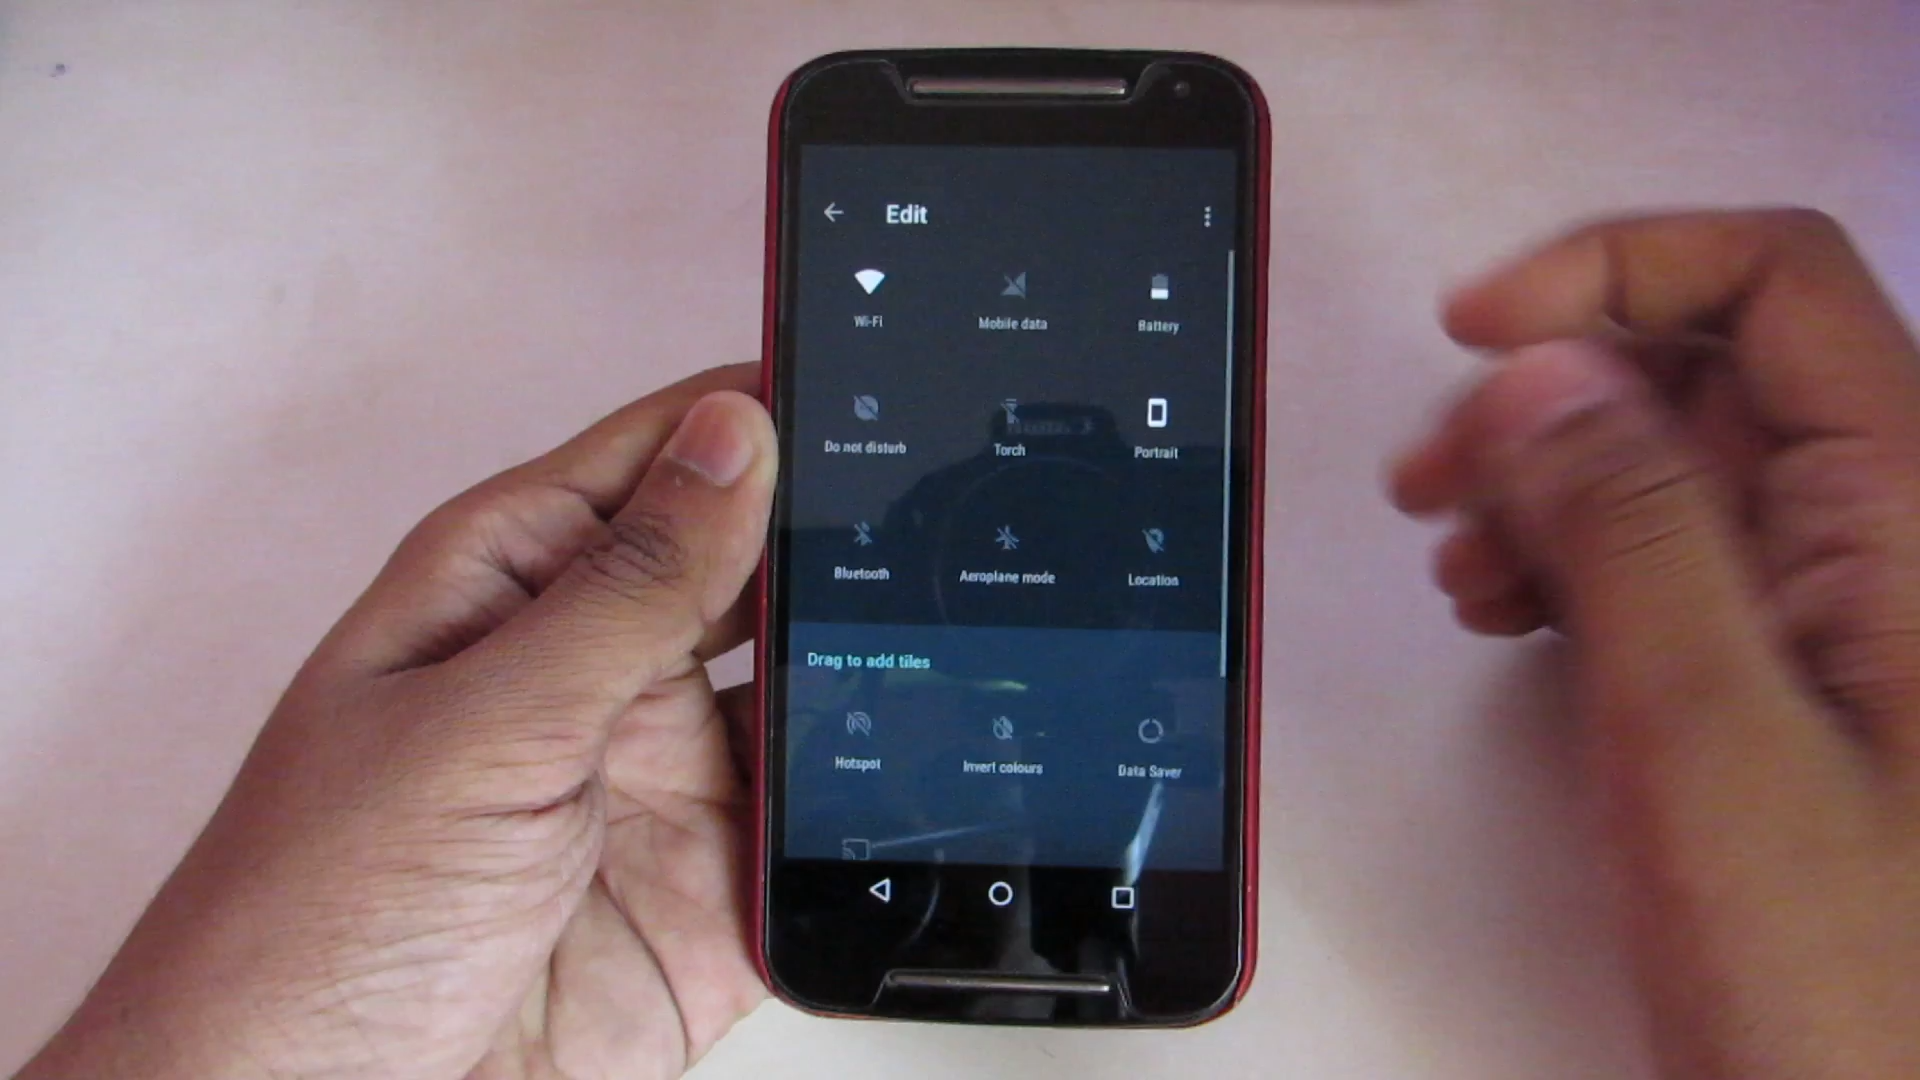 Edit
Wi-Fi
Mobile data
Battery
Do not disturb
Torch
Portrait
Bluetooth
Aeroplane mode
Location
Drag to add tiles
Hotspot
Invert colours
Data Saver